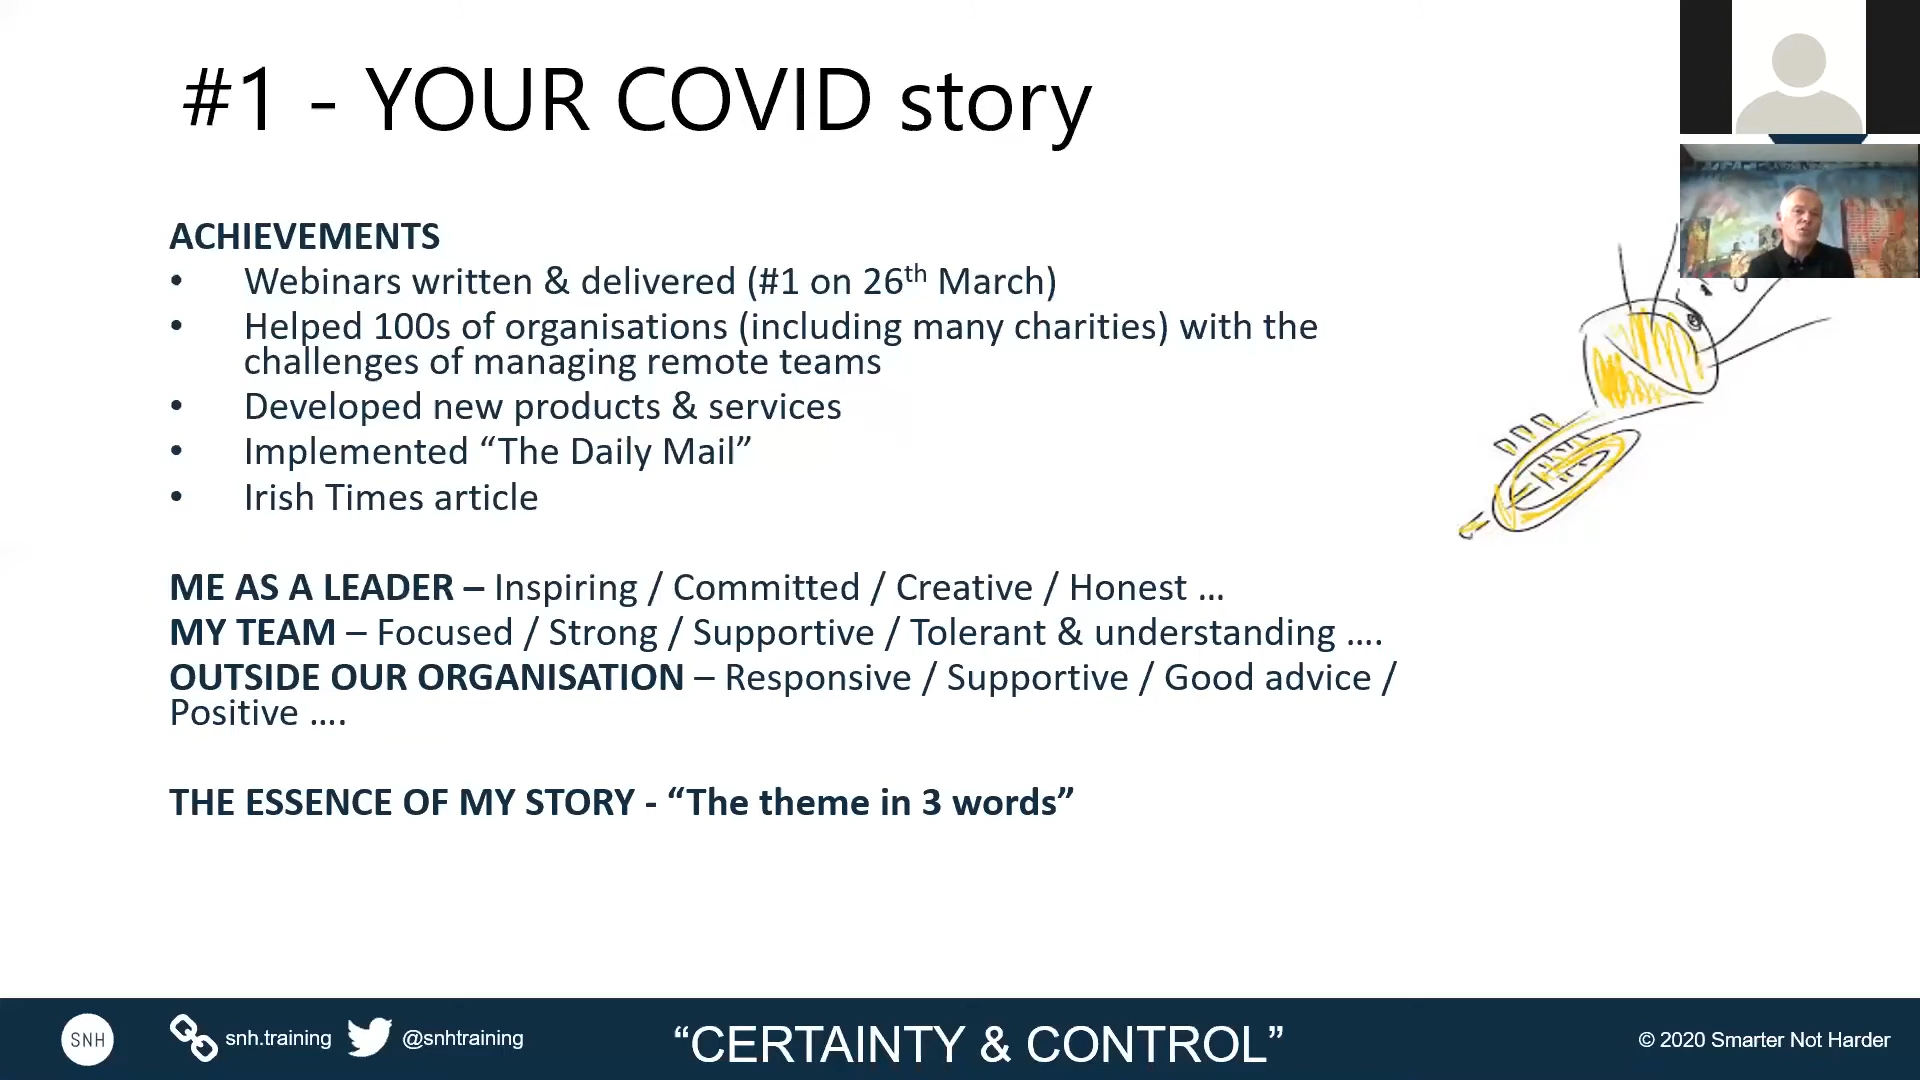 #1 - YOUR COVID story
ACHIEVEMENTS
• Webinars written & delivered (#1 on 26th March)
• Helped 100s of organisations (including many charities) with the
challenges of managing remote teams
• Developed new products & services
• Implemented “The Daily Mail”
• Irish Times article
ME AS A LEADER – Inspiring / Committed / Creative / Honest ...
MY TEAM – Focused / Strong / Supportive / Tolerant & understanding ....
OUTSIDE OUR ORGANISATION – Responsive / Supportive / Good advice /
Positive ....
THE ESSENCE OF MY STORY - “The theme in 3 words”
SNH snh.training @snhtraining “CERTAINTY & CONTROL” © 2020 Smarter Not Harder